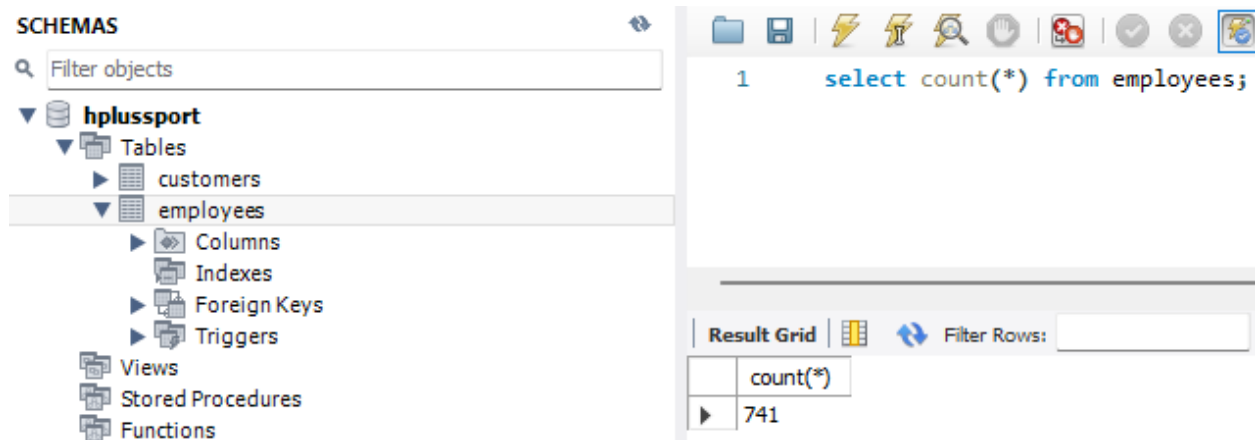 SCHEMAS
Filter objects
hplussport
Tables
customers
employees
Columns
Indexes
Foreign Keys
Triggers
Views
Stored Procedures
Functions
1 select count(*) from employees;
Result Grid Filter Rows:
count(*)
741